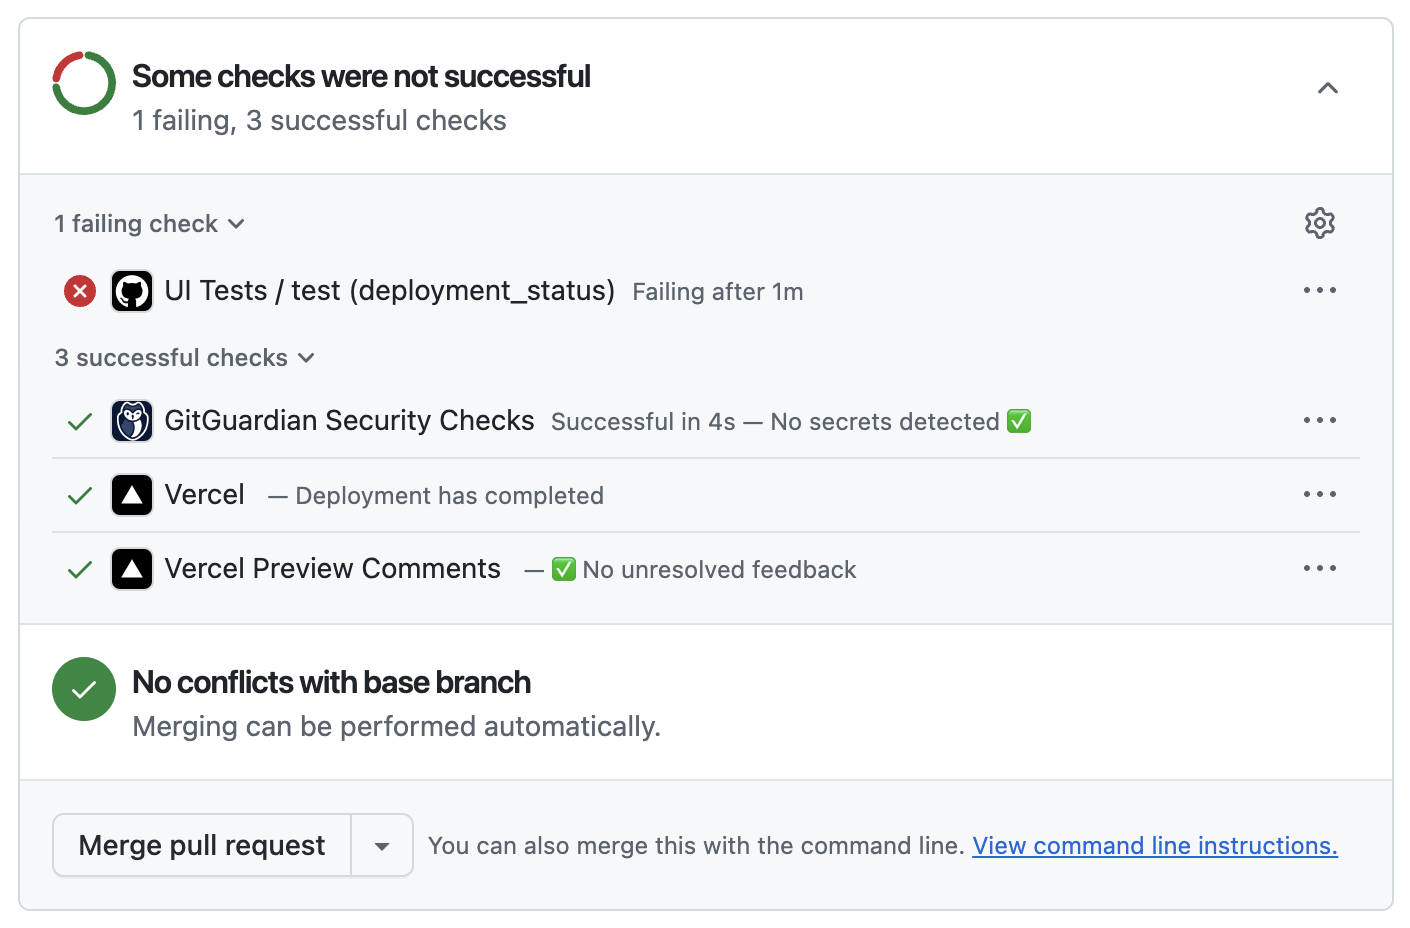 Some checks were not successful
1 failing, 3 successful checks
1 failing check
UI Tests / test (deployment_status) Failing after 1m
3 successful checks
GitGuardian Security Checks Successful in 4s — No secrets detected ✅
Vercel — Deployment has completed
Vercel Preview Comments — ✅ No unresolved feedback
No conflicts with base branch
Merging can be performed automatically.
Merge pull request You can also merge this with the command line. View command line instructions.